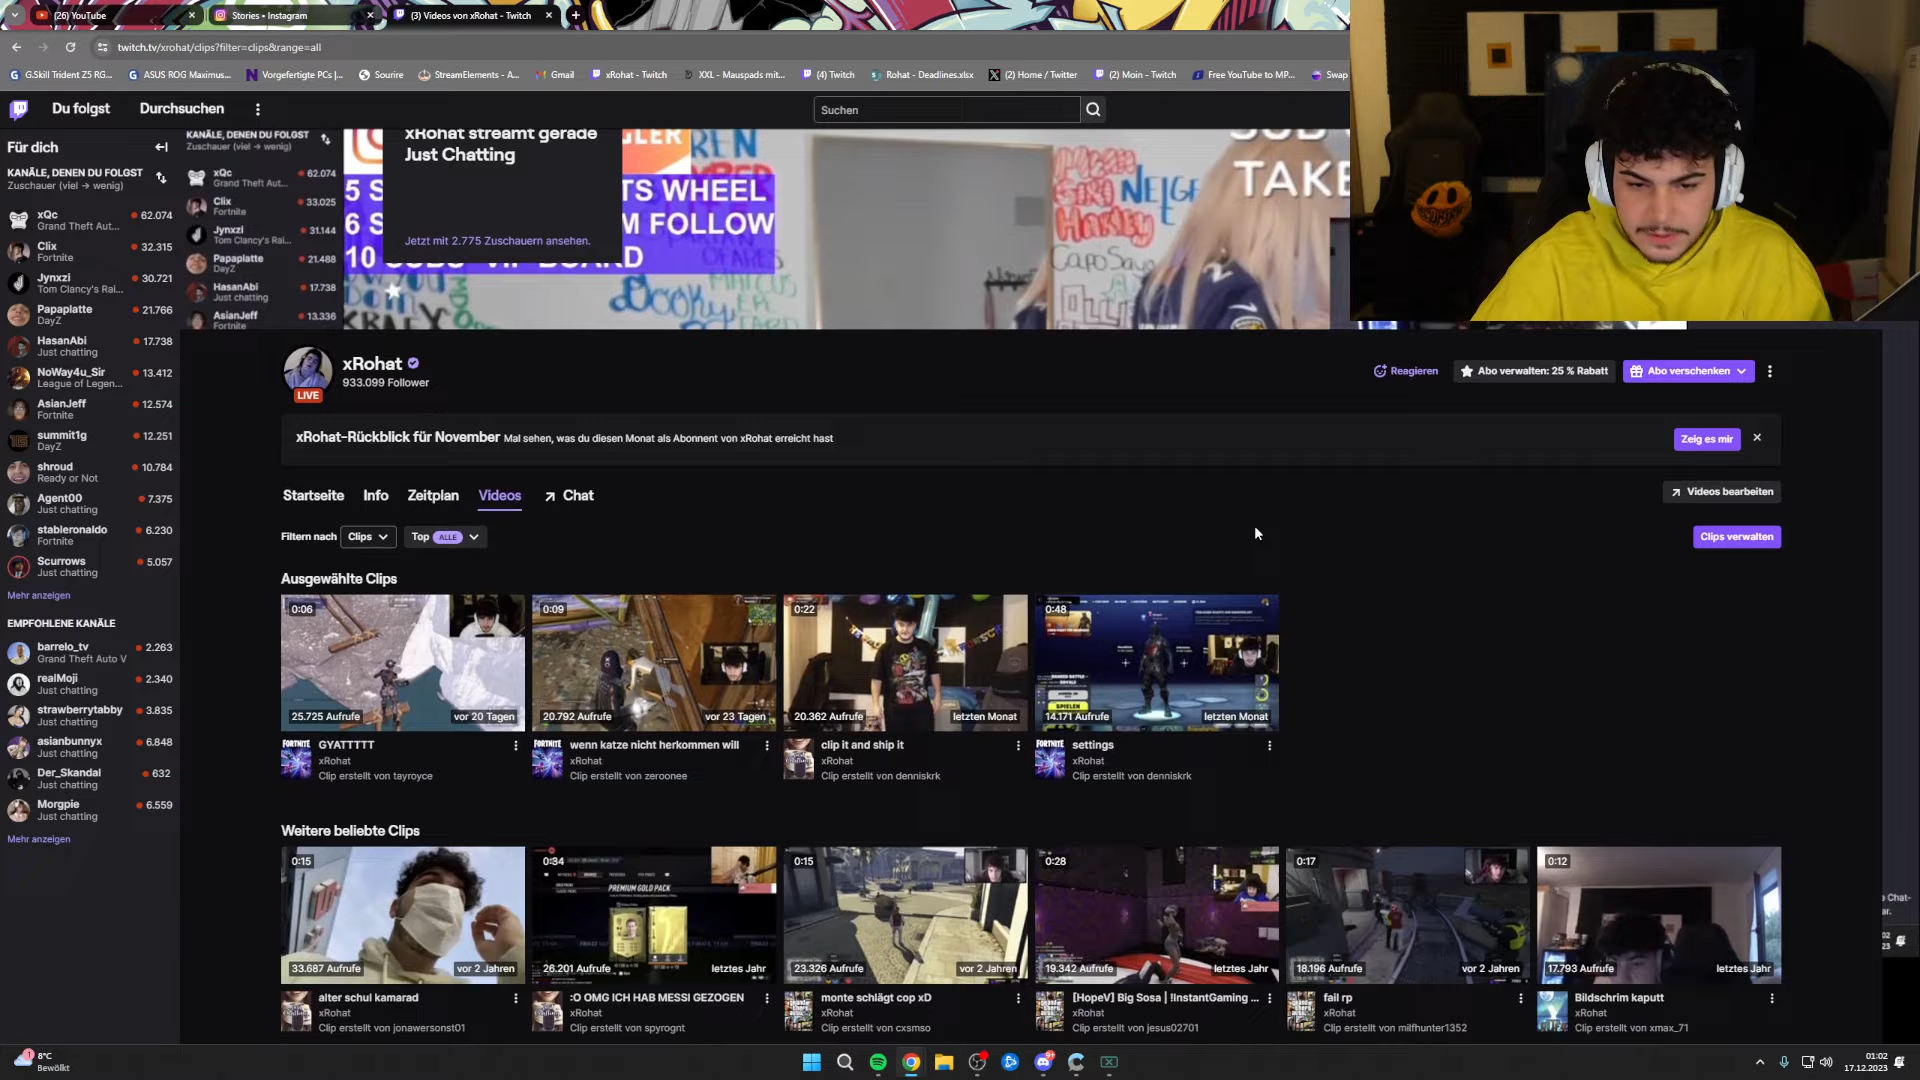 (26) YouTube
Stories • Instagram
(3) Videos von xRohat - Twitch
twitch.tv/xrohat/clips?filter=clips&range=all
G.Skill Trident Z5 RG...
ASUS ROG Maximus...
Vorgefertigte PCs |...
Sourire
StreamElements - A...
Gmail
xRohat - Twitch
XXL - Mauspads mit...
(4) Twitch
Rohat - Deadlines.xlsx
(2) Home / Twitter
(2) Moin - Twitch
Free YouTube to MP...
Swap
Du folgst
Durchsuchen
Suchen
Für dich
KANÄLE, DENEN DU FOLGST
Zuschauer (viel → wenig)
xQc
62.074
Grand Theft Aut...
Clix
32.315
Fortnite
Jynxzi
30.721
Tom Clancy's Rai...
Papaplatte
21.766
DayZ
HasanAbi
17.738
Just chatting
NoWay4u_Sir
13.412
League of Legen...
AsianJeff
12.574
Fortnite
summit1g
12.251
DayZ
shroud
10.784
Ready or Not
Agent00
7.375
Just chatting
stableronaldo
6.230
Fortnite
Scurrows
5.057
Just chatting
Mehr anzeigen
EMPFOHLENE KANÄLE
barrelo_tv
2.263
Grand Theft Auto V
realMoji
2.340
Just chatting
strawberrytabby
3.835
Just chatting
asianbunnyx
6.848
Just chatting
Der_Skandal
632
Just chatting
Morgpie
6.559
Just chatting
Mehr anzeigen
KANÄLE, DENEN DU FOLGST
Zuschauer (viel → wenig)
xQc
62.074
Grand Theft Aut...
Clix
33.025
Fortnite
Jynxzi
31.144
Tom Clancy's Rai...
Papaplatte
21.488
DayZ
HasanAbi
17.738
Just chatting
AsianJeff
13.336
Fortnite
xRohat streamt gerade
Just Chatting
Jetzt mit 2.775 Zuschauern ansehen.
5 S
TS WHEEL
6 S
M FOLLOW
10 SUBS VIP BOARD
TAKE
xRohat
933.099 Follower
LIVE
Reagieren
Abo verwalten: 25 % Rabatt
Abo verschenken
xRohat-Rückblick für November Mal sehen, was du diesen Monat als Abonnent von xRohat erreicht hast
Zeig es mir
Startseite
Info
Zeitplan
Videos
Chat
Videos bearbeiten
Filtern nach
Clips
Top ALLE
Clips verwalten
Ausgewählte Clips
0:06
25.725 Aufrufe
vor 20 Tagen
GYATTTTT
xRohat
Clip erstellt von tayroyce
0:09
20.792 Aufrufe
vor 23 Tagen
wenn katze nicht herkommen will
xRohat
Clip erstellt von zeroonee
0:22
20.362 Aufrufe
letzten Monat
clip it and ship it
xRohat
Clip erstellt von denniskrk
0:48
SPIELEN
14.171 Aufrufe
letzten Monat
settings
xRohat
Clip erstellt von denniskrk
Weitere beliebte Clips
0:15
33.687 Aufrufe
vor 2 Jahren
alter schul kamarad
xRohat
Clip erstellt von jonawersonst01
0:34
PREMIUM GOLD PACK
26.201 Aufrufe
letztes Jahr
:O OMG ICH HAB MESSI GEZOGEN
xRohat
Clip erstellt von spyrognt
0:15
23.326 Aufrufe
vor 2 Jahren
monte schlägt cop xD
xRohat
Clip erstellt von cxsmso
0:28
19.342 Aufrufe
letztes Jahr
[HopeV] Big Sosa | !InstantGaming ...
xRohat
Clip erstellt von jesus02701
0:17
18.196 Aufrufe
vor 2 Jahren
fail rp
xRohat
Clip erstellt von milfhunter1352
0:12
17.793 Aufrufe
letztes Jahr
Bildschrim kaputt
xRohat
Clip erstellt von xmax_71
8°C
Bewölkt
01:02
17.12.2023